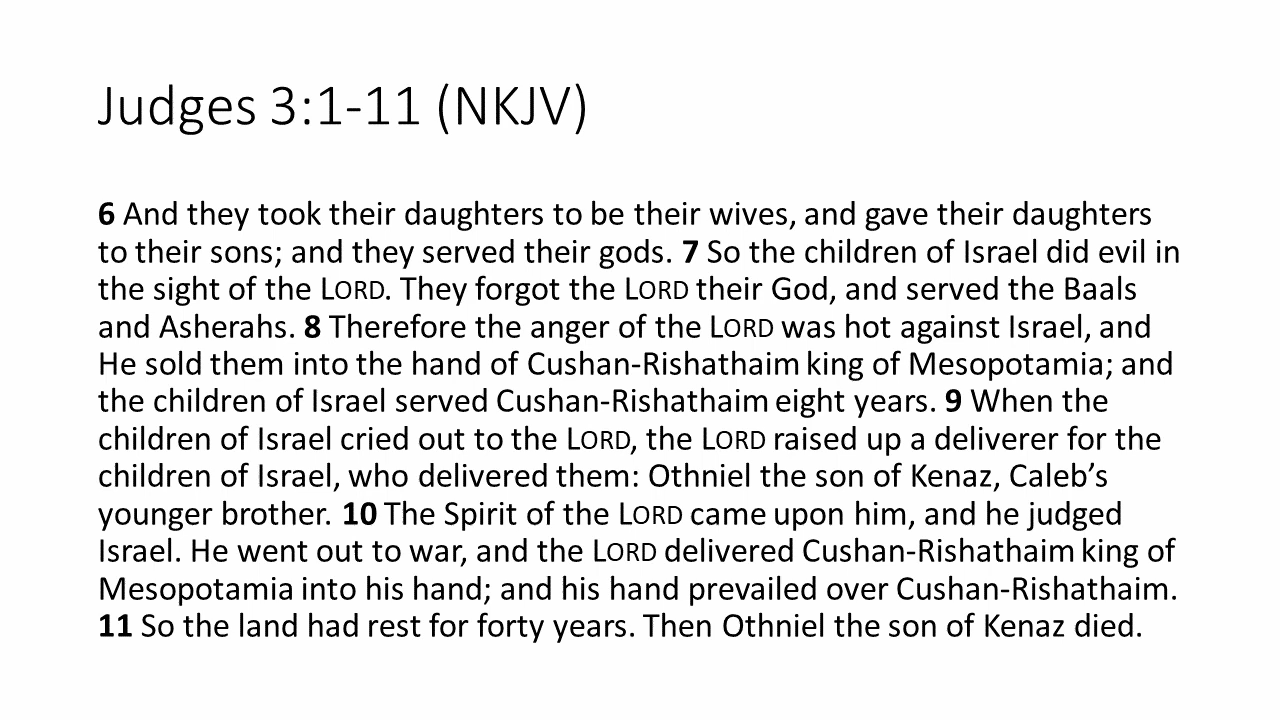 Judges 3:1-11 (NKJV)
6 And they took their daughters to be their wives, and gave their daughters
to their sons; and they served their gods. 7 So the children of Israel did evil in
the sight of the LORD. They forgot the LORD their God, and served the Baals
and Asherahs. 8 Therefore the anger of the LORD was hot against Israel, and
He sold them into the hand of Cushan-Rishathaim king of Mesopotamia; and
the children of Israel served Cushan-Rishathaim eight years. 9 When the
children of Israel cried out to the LORD, the LORD raised up a deliverer for the
children of Israel, who delivered them: Othniel the son of Kenaz, Caleb’s
younger brother. 10 The Spirit of the LORD came upon him, and he judged
Israel. He went out to war, and the LORD delivered Cushan-Rishathaim king of
Mesopotamia into his hand; and his hand prevailed over Cushan-Rishathaim.
11 So the land had rest for forty years. Then Othniel the son of Kenaz died.